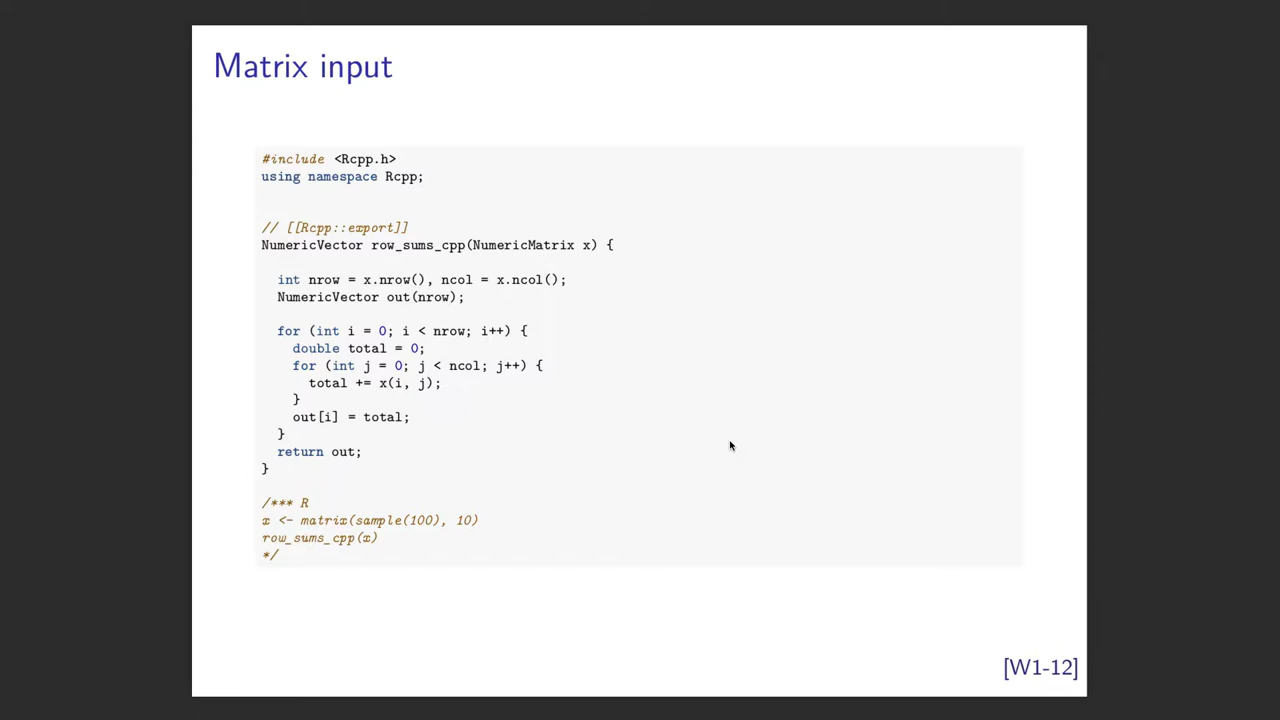 Matrix input
#include <Rcpp.h>
using namespace Rcpp;
// [[Rcpp::export]]
NumericVector row_sums_cpp(NumericMatrix x) {
int nrow = x.nrow(), ncol = x.ncol();
NumericVector out(nrow);
for (int i = 0; i < nrow; i++) {
double total = 0;
for (int j = 0; j < ncol; j++) {
total += x(i, j);
}
out[i] = total;
}
return out;
}
/*** R
x <- matrix(sample(100), 10)
row_sums_cpp(x)
*/
[W1-12]